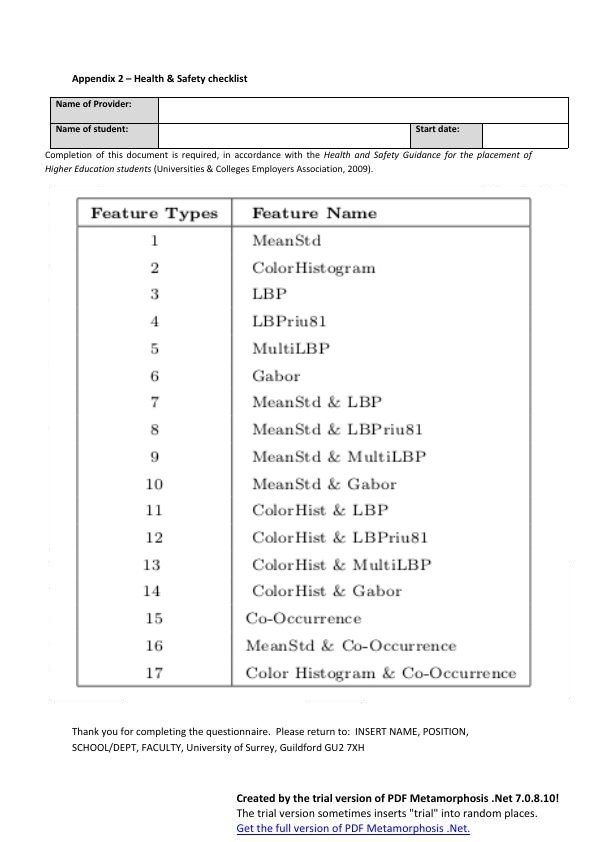 Appendix 2 – Health & Safety checklist
Name of Provider:
Name of student: Start date:
Completion of this document is required, in accordance with the Health and Safety Guidance for the placement of
Higher Education students (Universities & Colleges Employers Association, 2009).
Feature Types Feature Name
1 MeanStd
2 ColorHistogram
3 LBP
4 LBPriu81
5 MultiLBP
6 Gabor
7 MeanStd & LBP
8 MeanStd & LBPriu81
9 MeanStd & MultiLBP
10 MeanStd & Gabor
11 ColorHist & LBP
12 ColorHist & LBPriu81
13 ColorHist & MultiLBP
14 ColorHist & Gabor
15 Co-Occurrence
16 MeanStd & Co-Occurrence
17 Color Histogram & Co-Occurrence
Thank you for completing the questionnaire. Please return to: INSERT NAME, POSITION,
SCHOOL/DEPT, FACULTY, University of Surrey, Guildford GU2 7XH
Created by the trial version of PDF Metamorphosis .Net 7.0.8.10!
The trial version sometimes inserts "trial" into random places.
Get the full version of PDF Metamorphosis .Net.